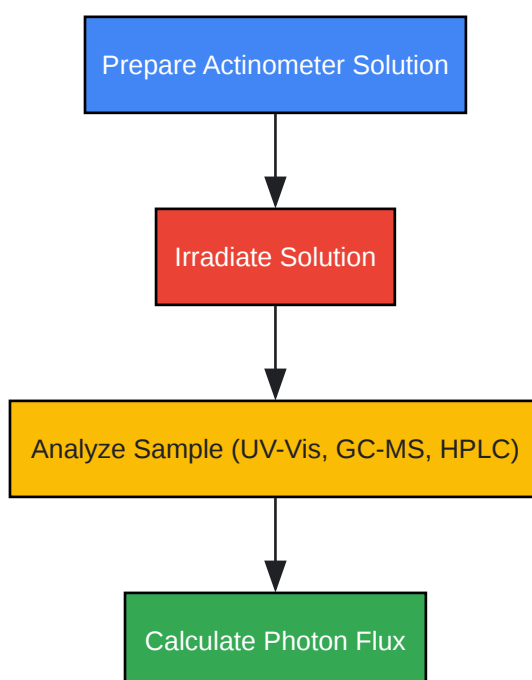 Prepare Actinometer Solution
Irradiate Solution
Analyze Sample (UV-Vis, GC-MS, HPLC)
Calculate Photon Flux